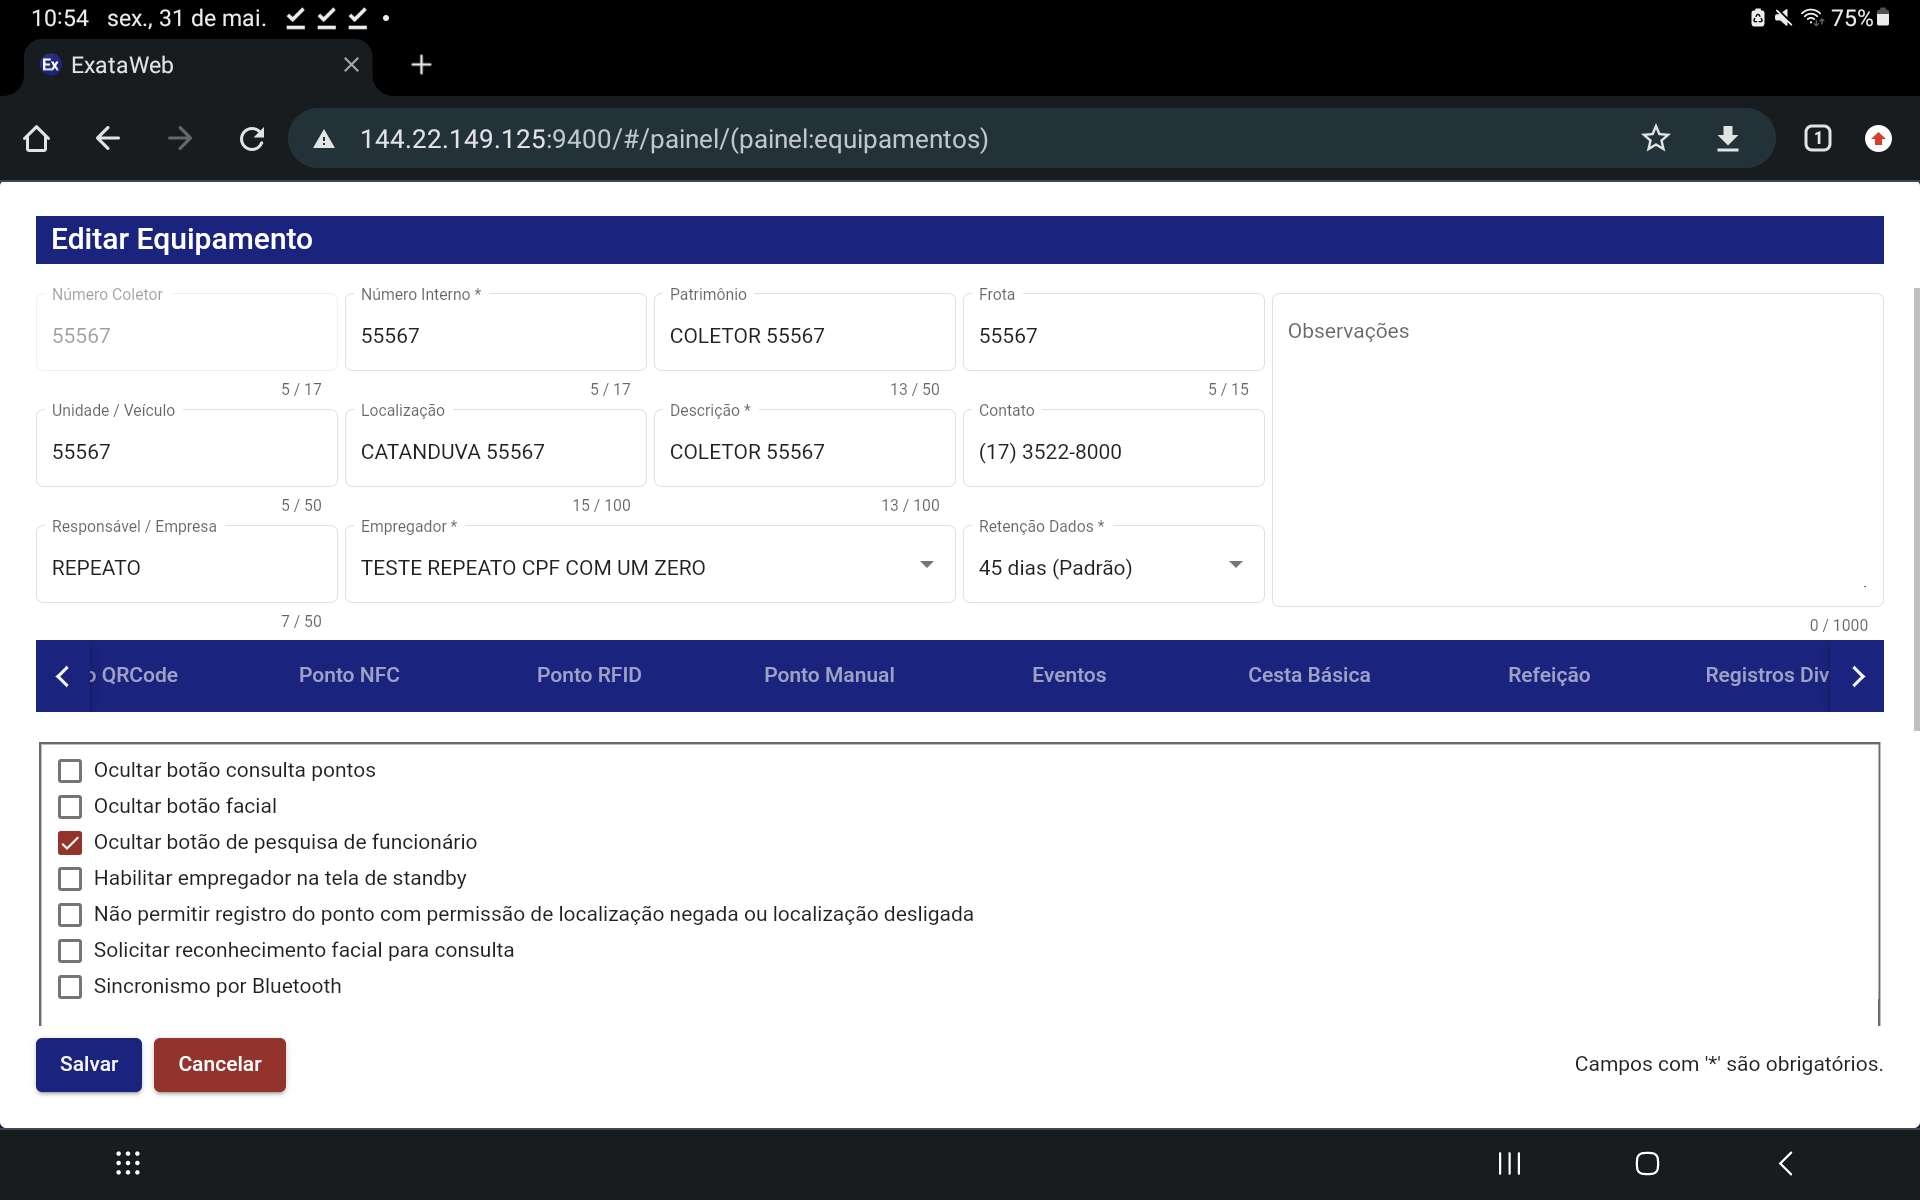 10:54 sex., 31 de mai.
75%
Ex ExataWeb
144.22.149.125:9400/#/painel/(painel:equipamentos)
1
Editar Equipamento
Número Coletor
55567
5 / 17
Número Interno *
55567
5 / 17
Patrimônio
COLETOR 55567
13 / 50
Frota
55567
5 / 15
Observações
0 / 1000
Unidade / Veículo
55567
5 / 50
Localização
CATANDUVA 55567
15 / 100
Descrição *
COLETOR 55567
13 / 100
Contato
(17) 3522-8000
Responsável / Empresa
REPEATO
7 / 50
Empregador *
TESTE REPEATO CPF COM UM ZERO
Retenção Dados *
45 dias (Padrão)
o QRCode Ponto NFC Ponto RFID Ponto Manual Eventos Cesta Básica Refeição Registros Div
Ocultar botão consulta pontos
Ocultar botão facial
Ocultar botão de pesquisa de funcionário
Habilitar empregador na tela de standby
Não permitir registro do ponto com permissão de localização negada ou localização desligada
Solicitar reconhecimento facial para consulta
Sincronismo por Bluetooth
Salvar Cancelar Campos com '*' são obrigatórios.